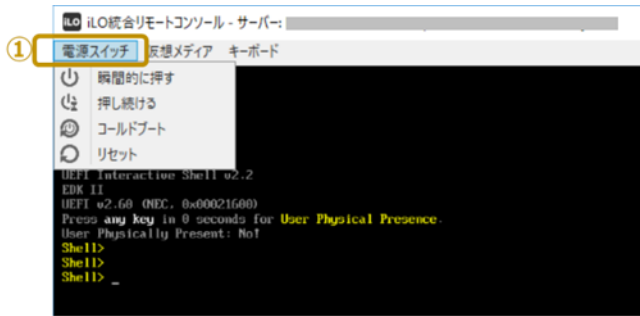 iLO iLO統合リモートコンソール - サーバー:
① 電源スイッチ 仮想メディア キーボード
瞬間的に押す
押し続ける
コールドブート
リセット
UEFI Interactive Shell v2.2
EDK II
UEFI v2.60 (NEC, 0x00021600)
Press any key in 0 seconds for User Physical Presence.
User Physically Present: No!
Shell>
Shell>
Shell> _